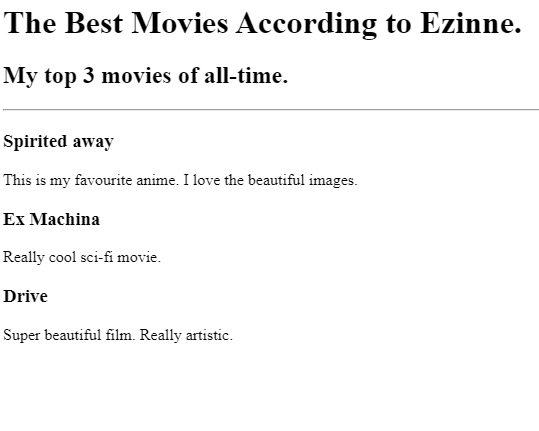 The Best Movies According to Ezinne.
My top 3 movies of all-time.
Spirited away
This is my favourite anime. I love the beautiful images.
Ex Machina
Really cool sci-fi movie.
Drive
Super beautiful film. Really artistic.